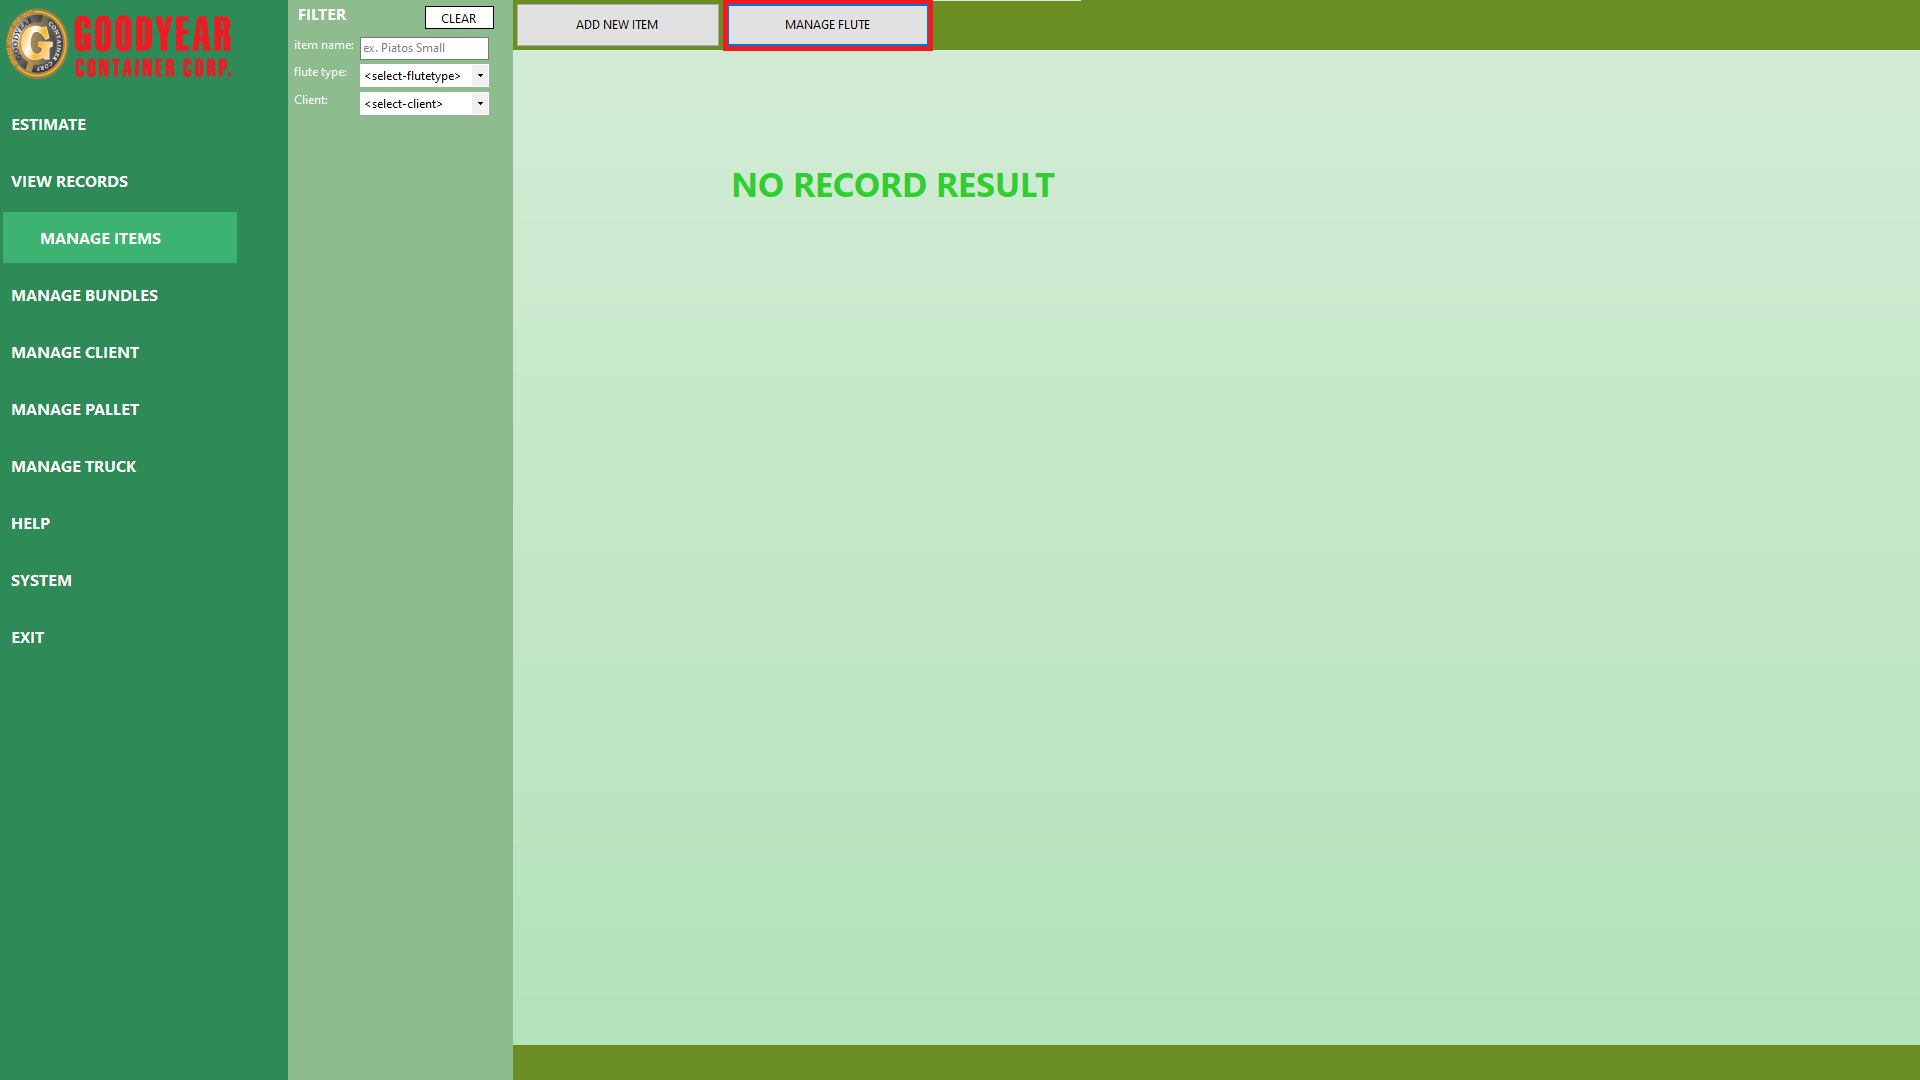 GOODYEAR
CONTAINER CORP.
ESTIMATE
VIEW RECORDS
MANAGE ITEMS
MANAGE BUNDLES
MANAGE CLIENT
MANAGE PALLET
MANAGE TRUCK
HELP
SYSTEM
EXIT
FILTER
CLEAR
item name:
ex. Piatos Small
flute type:
<select-flutetype>
Client:
<select-client>
ADD NEW ITEM
MANAGE FLUTE
NO RECORD RESULT